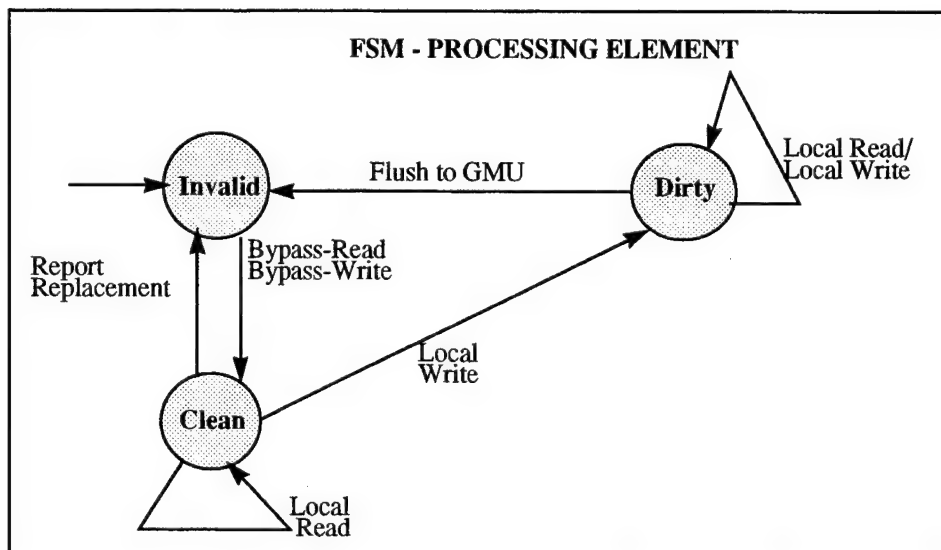 FSM - PROCESSING ELEMENT
Invalid
Flush to GMU
Dirty
Local Read/
Local Write
Report
Replacement
Bypass-Read
Bypass-Write
Local
Write
Clean
Local
Read